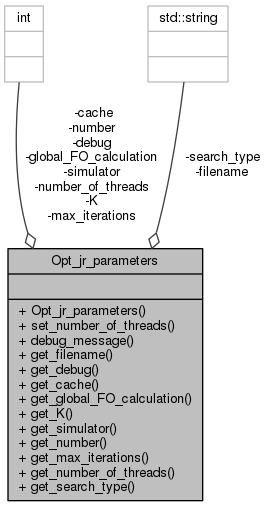 int
std::string
-cache
-number
-debug
-global_FO_calculation
-simulator
-number_of_threads
-K
-max_iterations
-search_type
-filename
Opt_jr_parameters
+ Opt_jr_parameters()
+ set_number_of_threads()
+ debug_message()
+ get_filename()
+ get_debug()
+ get_cache()
+ get_global_FO_calculation()
+ get_K()
+ get_simulator()
+ get_number()
+ get_max_iterations()
+ get_number_of_threads()
+ get_search_type()